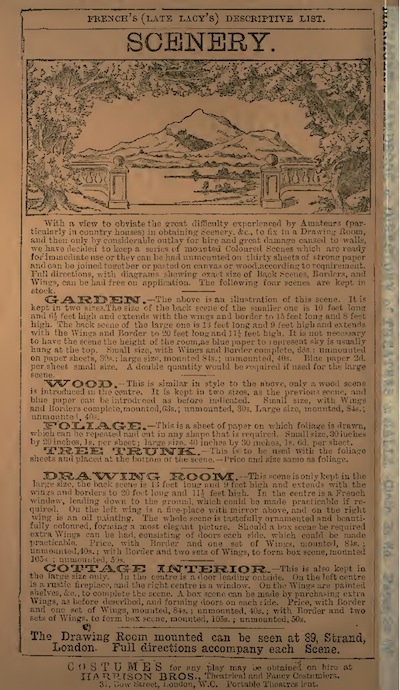 FRENCH'S (LATE LACY'S) DESCRIPTIVE LIST.
SCENERY.
With a view to obviate the great difficulty experienced by Amateurs (par-
ticularly in country houses) in obtaining Scenery, &c., to fix in a Drawing Room,
and then only by considerable outlay for hire and great damage caused to walls,
we have decided to keep a series of mounted Coloured Scenes which are ready
for immediate use or they can be had unmounted on thirty sheets of strong paper
and can be joined together or pasted on canvas or wood, according to requirement.
Full directions, with diagrams showing exact size of Back Scenes, Borders, and
Wings, can be had free on application. The following four scenes are kept in
stock.
GARDEN.—The above is an illustration of this scene. It is
kept in two sizes. The size of the back scene of the smaller one is 10 feet long
and 6½ feet high and extends with the wings and border to 15 feet long and 8 feet
high. The back scene of the large one is 13 feet long and 9 feet high and extends
with the Wings and Border to 20 feet long and 11½ feet high. It is not necessary
to have the scene the height of the room, as blue paper to represent sky is usually
hung at the top. Small size, with Wings and Border complete,
on paper sheets, 30s.; large size, mounted 84s.; unmounted, 40s. Blue paper 2d.
per sheet small size. A double quantity would be required if used for the large
scene.
WOOD.—This is similar in style to the above, only a wood scene
is introduced in the centre. It is kept in two sizes, as the previous scene, and
blue paper can be introduced as before indicated. Small size, with Wings
and Borders complete, mounted, 63s.; unmounted, 30s. Large size, mounted, 84s.;
unmounted, 40s.
FOLIAGE.—This is a sheet of paper on which foliage is drawn,
which can be repeated and cut in any shape that is required. Small size, 30 inches
by 20 inches, 1s. per sheet; large size, 40 inches by 30 inches, 1s. 6d. per sheet.
TREE TRUNK.—This is to be used with the foliage
sheets and placed at the bottom of the scene.—Price and size same as foliage.
DRAWING ROOM.—This scene is only kept in the
large size, the back scene is 13 feet long and 9 feet high and extends with the
wings and borders to 20 feet long and 11½ feet high. In the centre is a French
window, leading down to the ground, which could be made practicable if re-
quired. On the left wing is a fire-place with mirror above, and on the right
wing is an oil painting. The whole scene is tastefully ornamented and beauti-
fully coloured, forming a most elegant picture. Should a box scene be required
extra Wings can be had, consisting of doors each side, which could be made
practicable. Price, with Border and one set of Wings, mounted, 84s.;
unmounted, 40s.; with Border and two sets of Wings, to form box scene, mounted
105s.; unmounted, 50s.
COTTAGE INTERIOR.—This is also kept in
the large size only. In the centre is a door leading outside. On the left centre
is a rustic fireplace, and the right centre is a window. On the Wings are painted
shelves, &c., to complete the scene. A box scene can be made by purchasing extra
Wings, as before described, and forming doors on each side. Price, with Border
and one set of Wings, mounted, 84s.; unmounted, 40s.; with Border and two
sets of Wings, to form box scene, mounted, 105s.; unmounted, 50s.
The Drawing Room mounted can be seen at 89, Strand,
London. Full directions accompany each Scene.
COSTUMES for any play may be obtained on hire at
HARRISON BROS., Theatrical and Fancy Costumiers,
31, Bow Street, London, W.C. Portable Theatres lent.